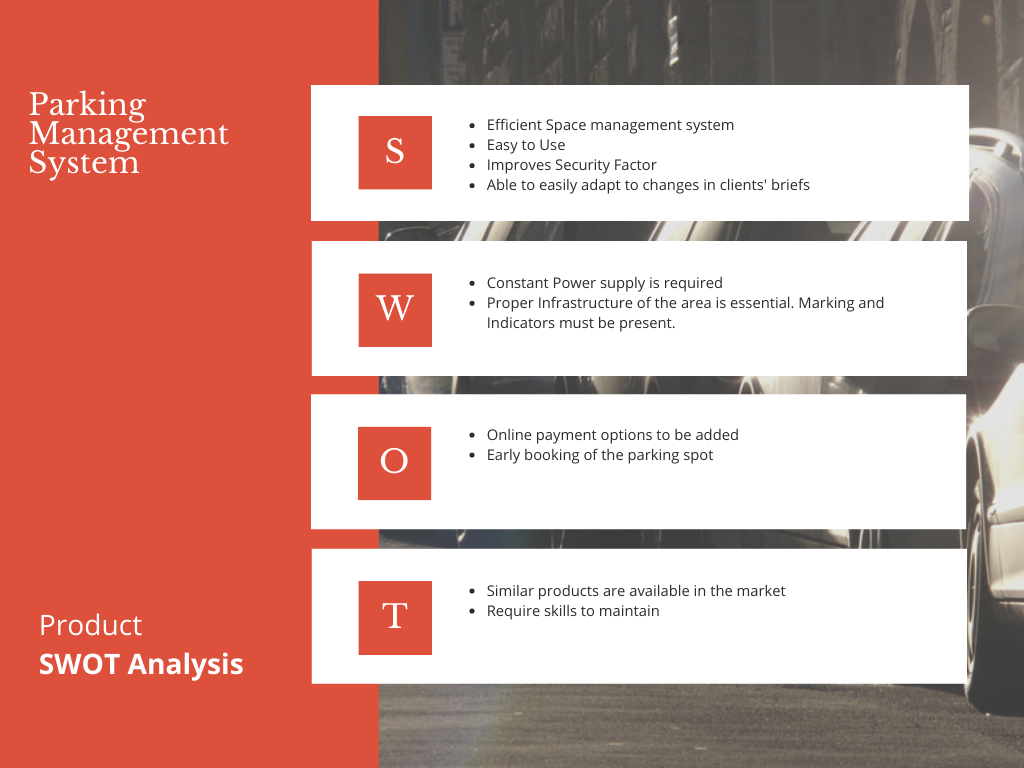 Parking
Management
System
S
• Efficient Space management system
• Easy to Use
• Improves Security Factor
• Able to easily adapt to changes in clients' briefs
W
• Constant Power supply is required
• Proper Infrastructure of the area is essential. Marking and
Indicators must be present.
O
• Online payment options to be added
• Early booking of the parking spot
T
• Similar products are available in the market
• Require skills to maintain
Product
SWOT Analysis